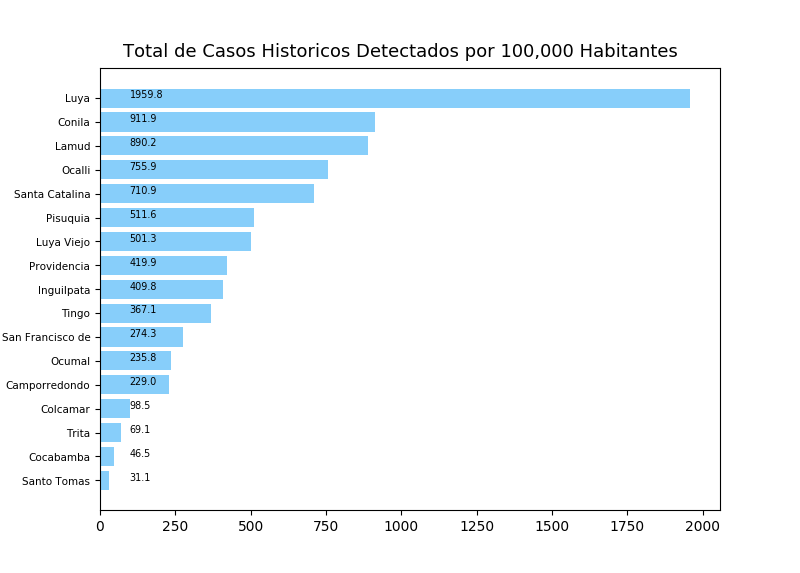 Total de Casos Historicos Detectados por 100,000 Habitantes
Luya 1959.8
Conila 911.9
Lamud 890.2
Ocalli 755.9
Santa Catalina 710.9
Pisuquia 511.6
Luya Viejo 501.3
Providencia 419.9
Inguilpata 409.8
Tingo 367.1
San Francisco de 274.3
Ocumal 235.8
Camporredondo 229.0
Colcamar 98.5
Trita 69.1
Cocabamba 46.5
Santo Tomas 31.1
0 250 500 750 1000 1250 1500 1750 2000